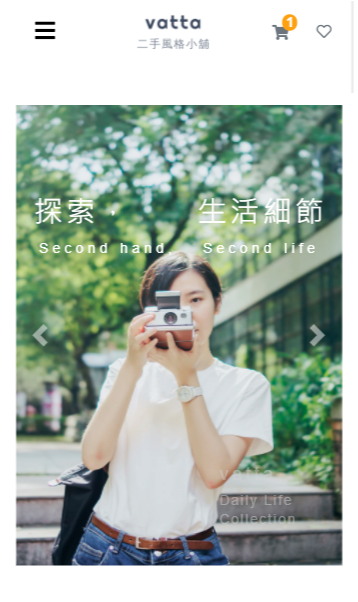 vatta
1
二手風格小舖
探索， 生活細節
Second hand. Second life
vatta
Daily Life
Collection